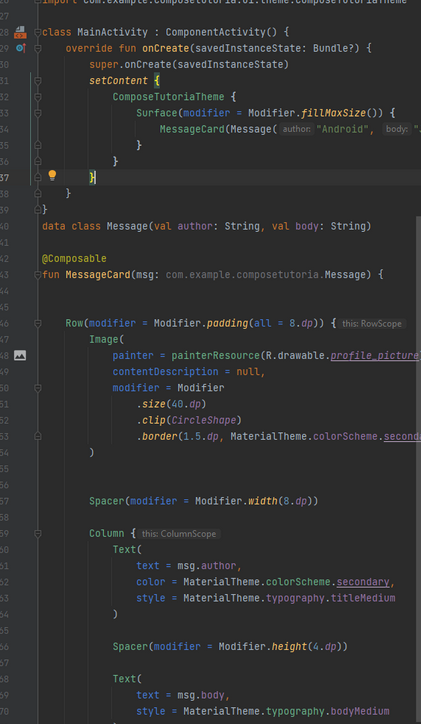 26 import com.example.composetutoria.ui.theme.ComposeTutoriaTheme
27
28 class MainActivity : ComponentActivity() {
29 override fun onCreate(savedInstanceState: Bundle?) {
30 super.onCreate(savedInstanceState)
31 setContent {
32 ComposeTutoriaTheme {
33 Surface(modifier = Modifier.fillMaxSize()) {
34 MessageCard(Message( author: "Android", body: "
35 }
36 }
37 }
38 }
39 }
40 data class Message(val author: String, val body: String)
41
42 @Composable
43 fun MessageCard(msg: com.example.composetutoria.Message) {
44
45
46 Row(modifier = Modifier.padding(all = 8.dp)) { this: RowScope
47 Image(
48 painter = painterResource(R.drawable.profile_picture
49 contentDescription = null,
50 modifier = Modifier
51 .size(40.dp)
52 .clip(CircleShape)
53 .border(1.5.dp, MaterialTheme.colorScheme.second
54 )
55
56
57 Spacer(modifier = Modifier.width(8.dp))
58
59 Column { this: ColumnScope
60 Text(
61 text = msg.author,
62 color = MaterialTheme.colorScheme.secondary,
63 style = MaterialTheme.typography.titleMedium
64 )
65
66 Spacer(modifier = Modifier.height(4.dp))
67
68 Text(
69 text = msg.body,
70 style = MaterialTheme.typography.bodyMedium